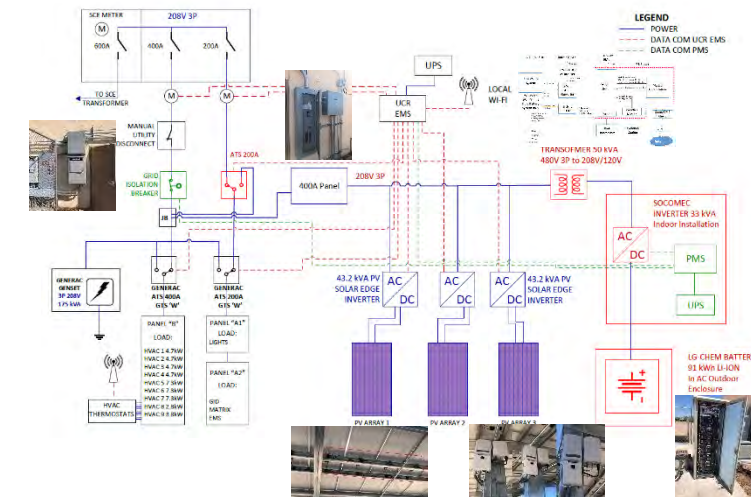 SCE METER
208V 3P
M
600A
400A
200A
TO SCE
TRANSFORMER
M
M
MANUAL
UTILITY
DISCONNECT
ATS 200A
GRID
ISOLATION
BREAKER
JB
400A Panel
208V 3P
UPS
UCR
EMS
LOCAL
WI-FI
LEGEND
POWER
DATA COM UCR EMS
DATA COM PMS
TRANSOFMER 50 kVA
480V 3P to 208V/120V
SOCOMEC
INVERTER 33 kVA
Indoor Installation
AC
DC
PMS
UPS
GENERAC
GENSET
3P 208V
175 kVA
GENERAC
ATS 400A
GTS 'W'
GENERAC
ATS 200A
GTS 'W'
43.2 kVA PV
SOLAR EDGE
INVERTER
AC
DC
AC
DC
AC
DC
43.2 kVA PV
SOLAR EDGE
INVERTER
PANEL "B"
LOAD:
HVAC 1 4.7kW
HVAC 2 4.7kW
HVAC 3 4.7kW
HVAC 4 4.7kW
HVAC 5 7.3kW
HVAC 6 7.3kW
HVAC 7 7.3kW
HVAC 8 2.8kW
HVAC 9 3.8kW
PANEL "A1"
LOAD:
LIGHTS
PANEL "A2"
LOAD:
GID
MATRIX
EMS
HVAC
THERMOSTATS
PV ARRAY 1
PV ARRAY 2
PV ARRAY 3
LG CHEM BATTER
91 kWh LI-ION
In AC Outdoor
Enclosure